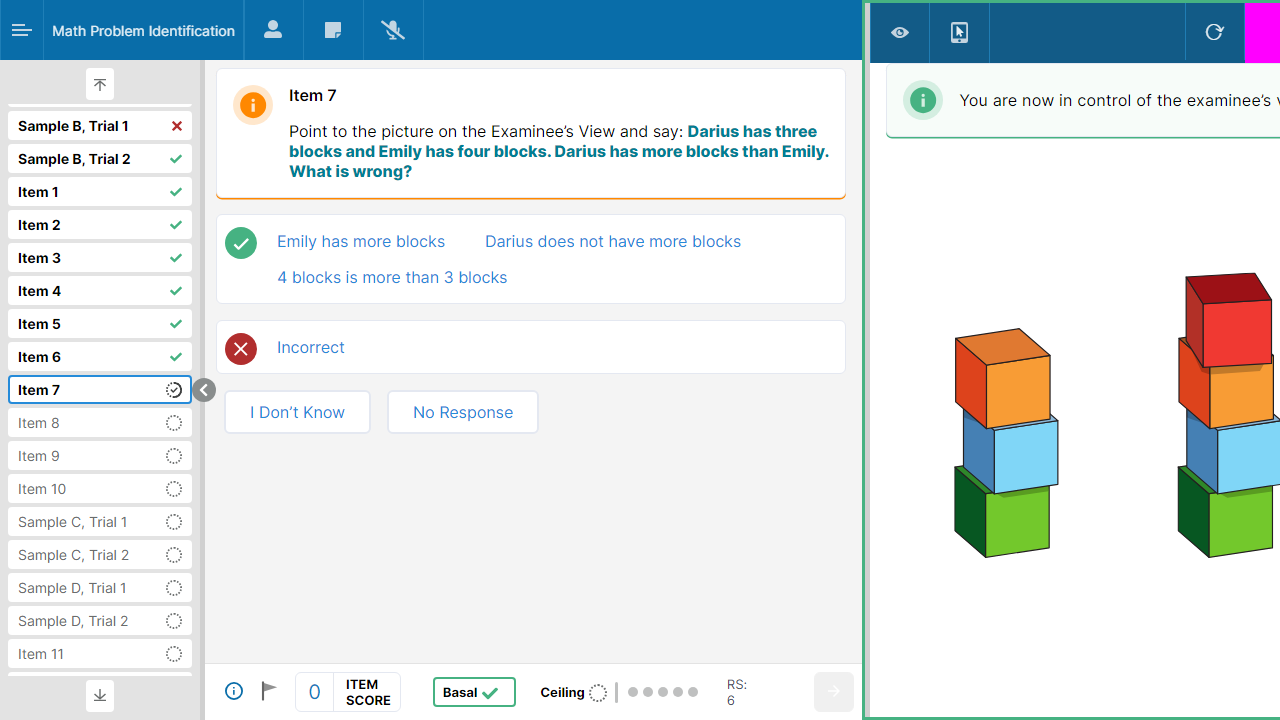 Math Problem Identification
Sample B, Trial 1
Sample B, Trial 2
Item 1
Item 2
Item 3
Item 4
Item 5
Item 6
Item 7
Item 8
Item 9
Item 10
Sample C, Trial 1
Sample C, Trial 2
Sample D, Trial 1
Sample D, Trial 2
Item 11
Item 7
Point to the picture on the Examinee’s View and say: Darius has three
blocks and Emily has four blocks. Darius has more blocks than Emily.
What is wrong?
Emily has more blocks
Darius does not have more blocks
4 blocks is more than 3 blocks
Incorrect
I Don’t Know
No Response
0
ITEM
SCORE
Basal
Ceiling
RS:
6
You are now in control of the examinee’s